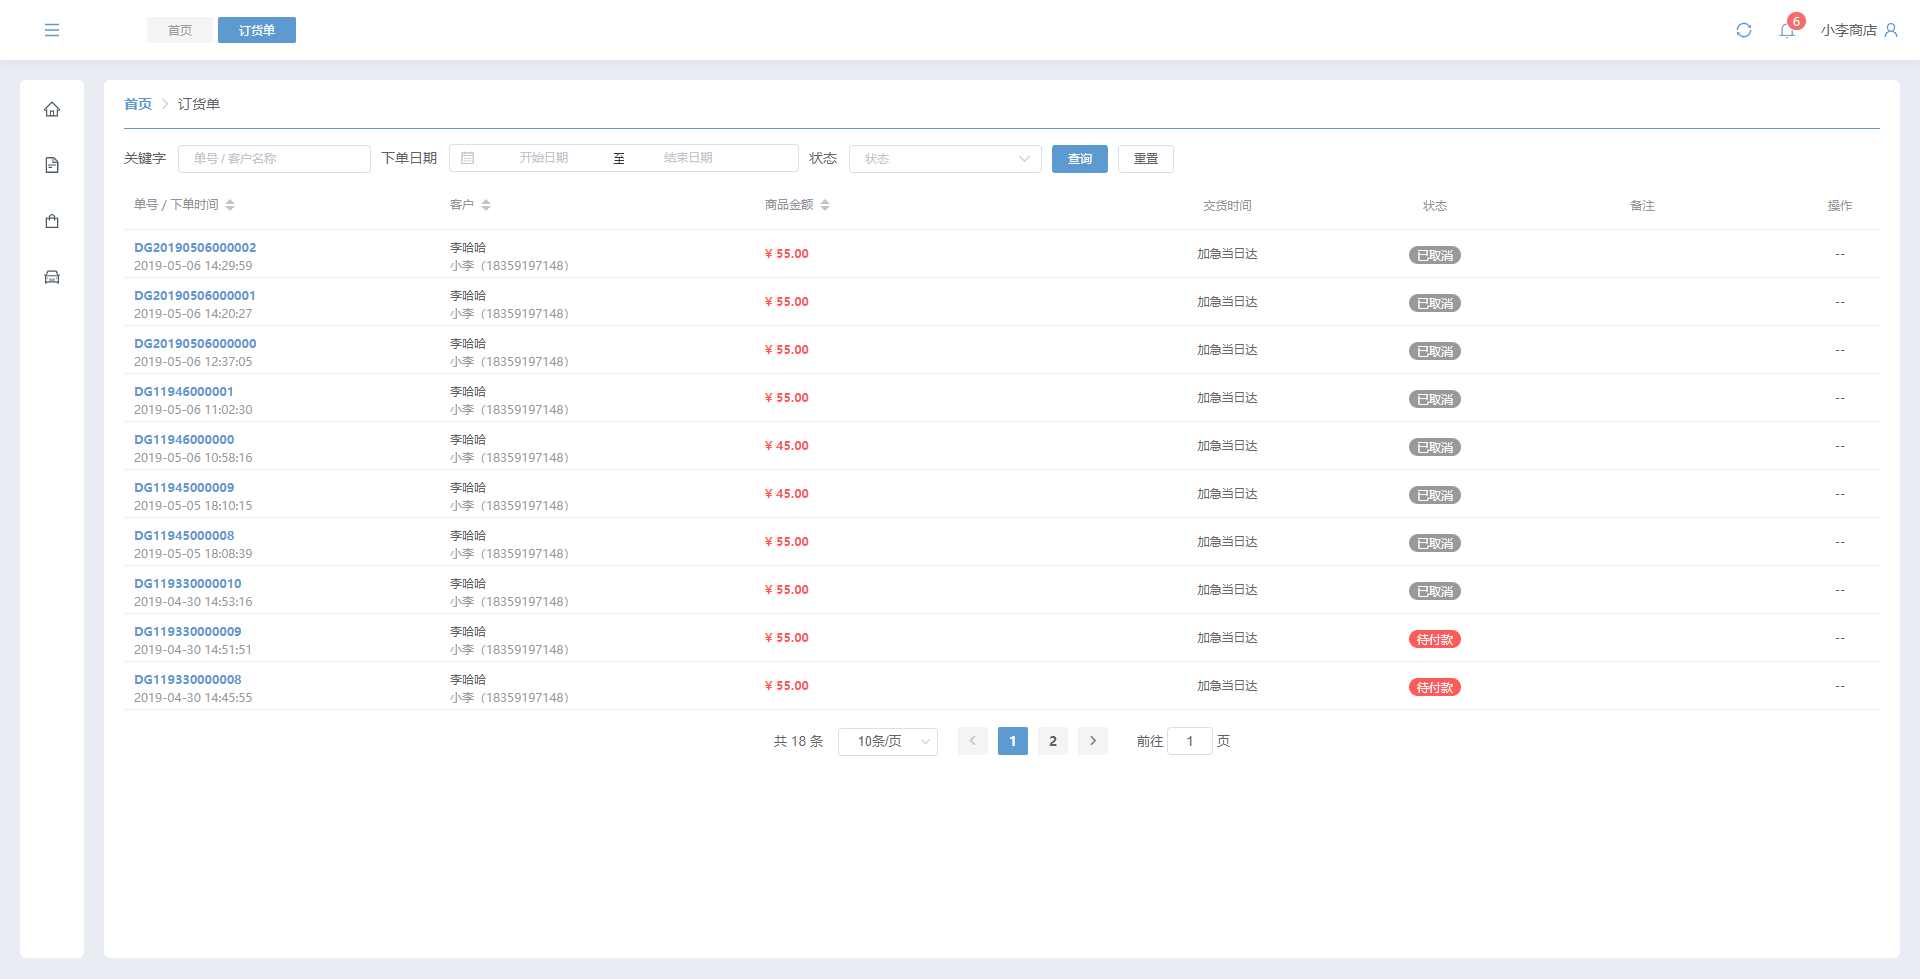 首页 订货单 6 小李商店
首页 订货单
关键字 单号 / 客户名称 下单日期 开始日期 至 结束日期 状态 状态 查询 重置
单号 / 下单时间 客户 商品金额 交货时间 状态 备注 操作
DG20190506000002 李哈哈 ¥ 55.00 加急当日达 已取消 --
2019-05-06 14:29:59 小李（18359197148）
DG20190506000001 李哈哈 ¥ 55.00 加急当日达 已取消 --
2019-05-06 14:20:27 小李（18359197148）
DG20190506000000 李哈哈 ¥ 55.00 加急当日达 已取消 --
2019-05-06 12:37:05 小李（18359197148）
DG11946000001 李哈哈 ¥ 55.00 加急当日达 已取消 --
2019-05-06 11:02:30 小李（18359197148）
DG11946000000 李哈哈 ¥ 45.00 加急当日达 已取消 --
2019-05-06 10:58:16 小李（18359197148）
DG11945000009 李哈哈 ¥ 45.00 加急当日达 已取消 --
2019-05-05 18:10:15 小李（18359197148）
DG11945000008 李哈哈 ¥ 55.00 加急当日达 已取消 --
2019-05-05 18:08:39 小李（18359197148）
DG119330000010 李哈哈 ¥ 55.00 加急当日达 已取消 --
2019-04-30 14:53:16 小李（18359197148）
DG119330000009 李哈哈 ¥ 55.00 加急当日达 待付款 --
2019-04-30 14:51:51 小李（18359197148）
DG119330000008 李哈哈 ¥ 55.00 加急当日达 待付款 --
2019-04-30 14:45:55 小李（18359197148）
共 18 条 10条/页 1 2 前往 1 页